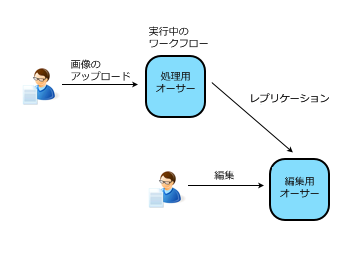 実行中の
ワークフロー
画像の
アップロード
処理用
オーサー
レプリケーション
編集
編集用
オーサー